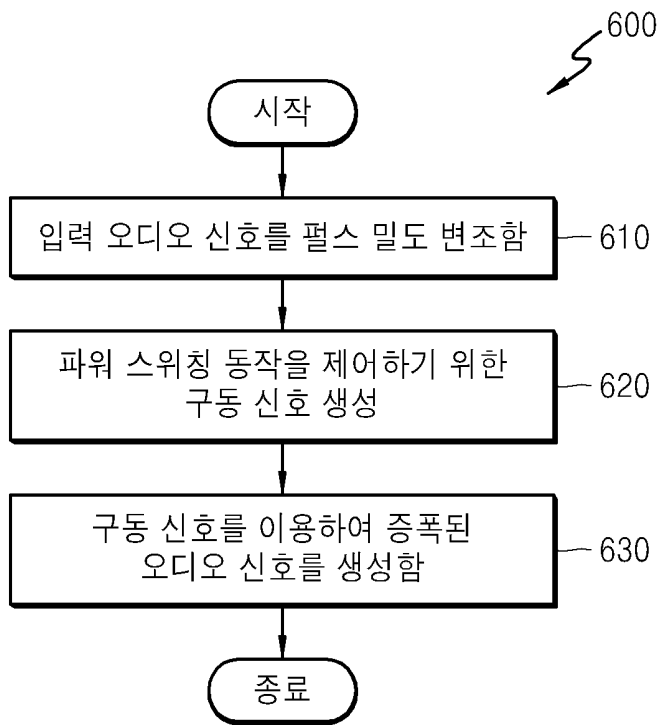 600
시작
입력 오디오 신호를 펄스 밀도 변조함
610
파워 스위칭 동작을 제어하기 위한
구동 신호 생성
620
구동 신호를 이용하여 증폭된
오디오 신호를 생성함
630
종료